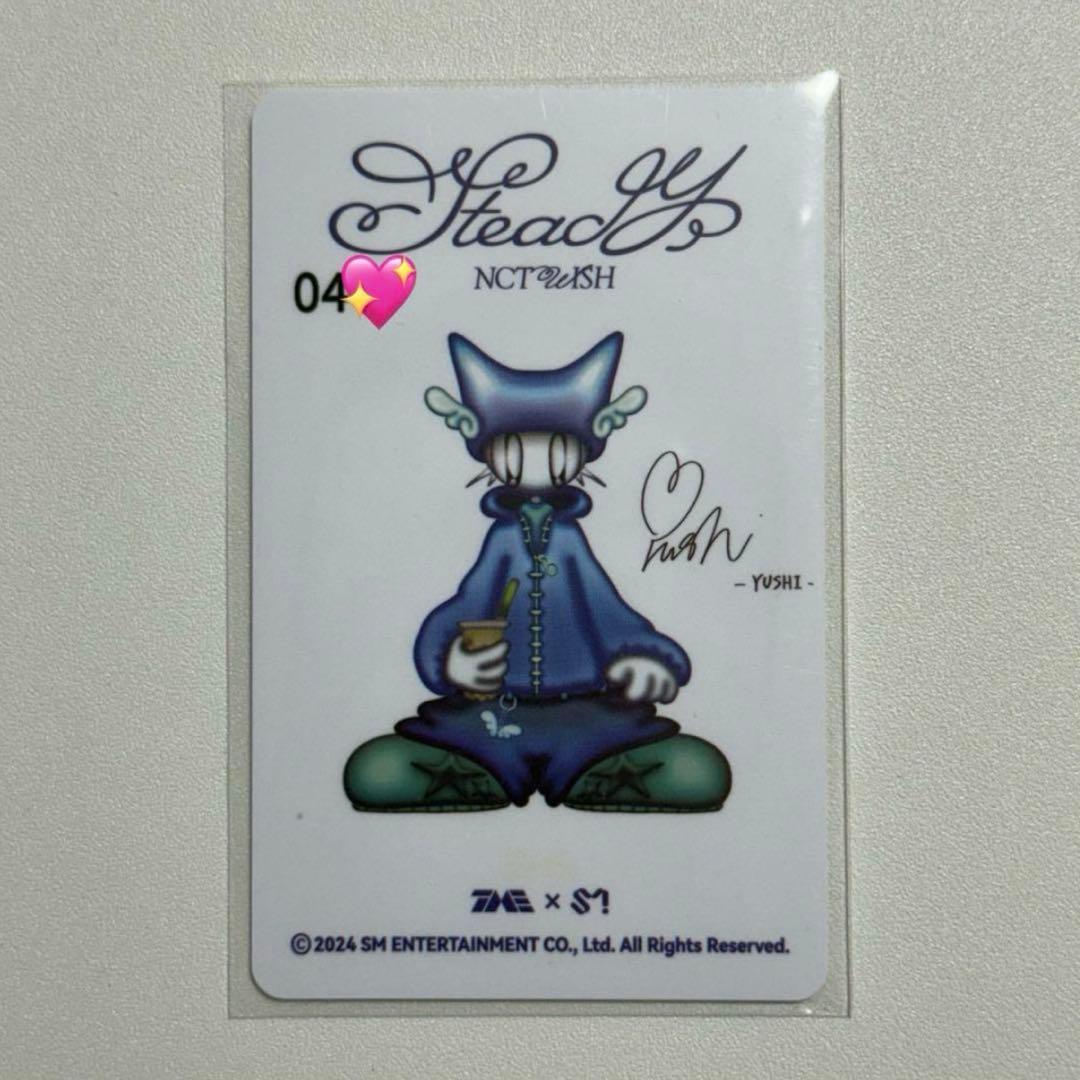 Steady
NCT WISH
04
Yushi
- YUSHI -
TME × SM
© 2024 SM ENTERTAINMENT CO., Ltd. All Rights Reserved.